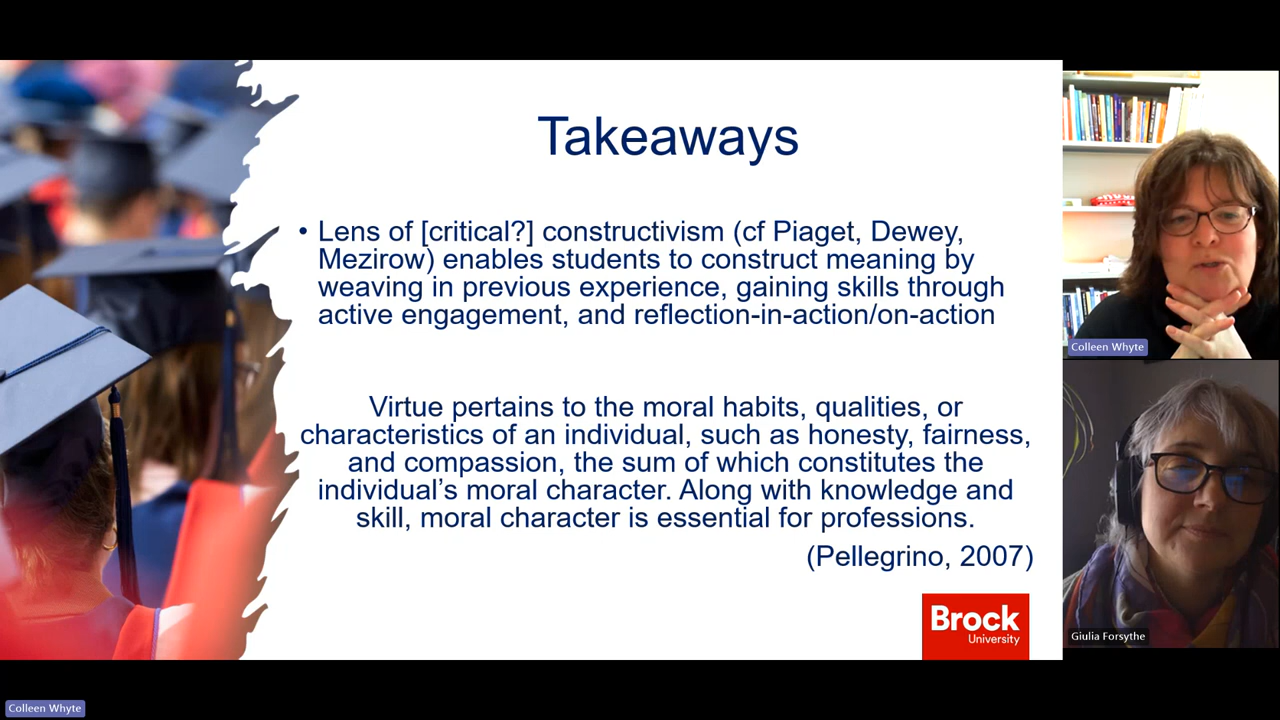 Takeaways
• Lens of [critical?] constructivism (cf Piaget, Dewey,
Mezirow) enables students to construct meaning by
weaving in previous experience, gaining skills through
active engagement, and reflection-in-action/on-action
Virtue pertains to the moral habits, qualities, or
characteristics of an individual, such as honesty, fairness,
and compassion, the sum of which constitutes the
individual’s moral character. Along with knowledge and
skill, moral character is essential for professions.
(Pellegrino, 2007)
Brock
University
Colleen Whyte
Giulia Forsythe
Colleen Whyte